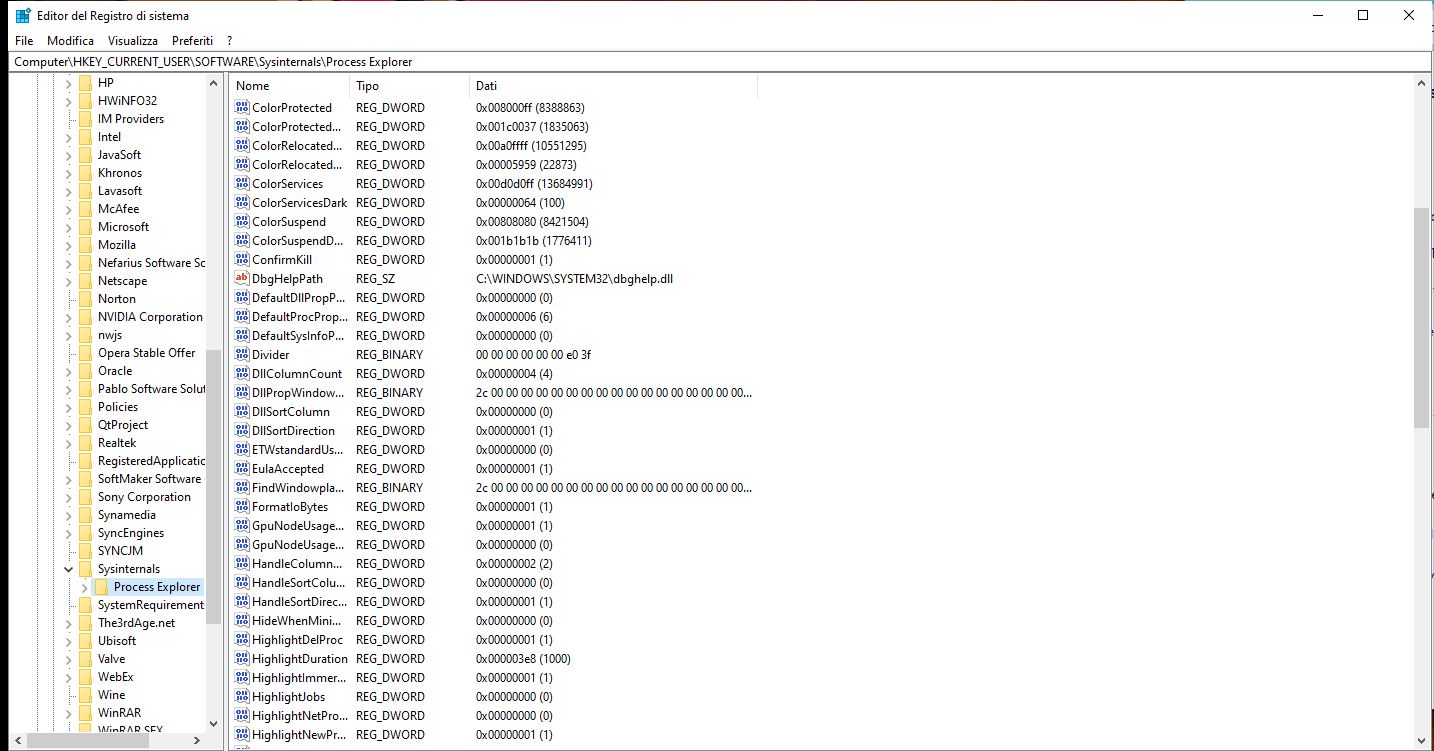 Editor del Registro di sistema
File Modifica Visualizza Preferiti ?
Computer\HKEY_CURRENT_USER\SOFTWARE\Sysinternals\Process Explorer
HP
HWiNFO32
IM Providers
Intel
JavaSoft
Khronos
Lavasoft
McAfee
Microsoft
Mozilla
Nefarius Software Sc
Netscape
Norton
NVIDIA Corporation
nwjs
Opera Stable Offer
Oracle
Pablo Software Solut
Policies
QtProject
Realtek
RegisteredApplicatic
SoftMaker Software
Sony Corporation
Synamedia
SyncEngines
SYNCJM
Sysinternals
Process Explorer
SystemRequirement
The3rdAge.net
Ubisoft
Valve
WebEx
Wine
WinRAR
WinRAR SFX
Nome Tipo Dati
ColorProtected REG_DWORD 0x008000ff (8388863)
ColorProtected... REG_DWORD 0x001c0037 (1835063)
ColorRelocated... REG_DWORD 0x00a0ffff (10551295)
ColorRelocated... REG_DWORD 0x00005959 (22873)
ColorServices REG_DWORD 0x00d0d0ff (13684991)
ColorServicesDark REG_DWORD 0x00000064 (100)
ColorSuspend REG_DWORD 0x00808080 (8421504)
ColorSuspendD... REG_DWORD 0x001b1b1b (1776411)
ConfirmKill REG_DWORD 0x00000001 (1)
DbgHelpPath REG_SZ C:\WINDOWS\SYSTEM32\dbghelp.dll
DefaultDllPropP... REG_DWORD 0x00000000 (0)
DefaultProcProp... REG_DWORD 0x00000006 (6)
DefaultSysInfoP... REG_DWORD 0x00000000 (0)
Divider REG_BINARY 00 00 00 00 00 00 e0 3f
DllColumnCount REG_DWORD 0x00000004 (4)
DllPropWindow... REG_BINARY 2c 00 00 00 00 00 00 00 00 00 00 00 00 00 00 00 00 00...
DllSortColumn REG_DWORD 0x00000000 (0)
DllSortDirection REG_DWORD 0x00000001 (1)
ETWstandardUs... REG_DWORD 0x00000000 (0)
EulaAccepted REG_DWORD 0x00000001 (1)
FindWindowpla... REG_BINARY 2c 00 00 00 00 00 00 00 00 00 00 00 00 00 00 00 00 00...
FormatIoBytes REG_DWORD 0x00000001 (1)
GpuNodeUsage... REG_DWORD 0x00000001 (1)
GpuNodeUsage... REG_DWORD 0x00000000 (0)
HandleColumn... REG_DWORD 0x00000002 (2)
HandleSortColu... REG_DWORD 0x00000000 (0)
HandleSortDirec... REG_DWORD 0x00000001 (1)
HideWhenMini... REG_DWORD 0x00000000 (0)
HighlightDelProc REG_DWORD 0x00000001 (1)
HighlightDuration REG_DWORD 0x000003e8 (1000)
HighlightImmer... REG_DWORD 0x00000001 (1)
HighlightJobs REG_DWORD 0x00000000 (0)
HighlightNetPro... REG_DWORD 0x00000000 (0)
HighlightNewPr... REG_DWORD 0x00000001 (1)